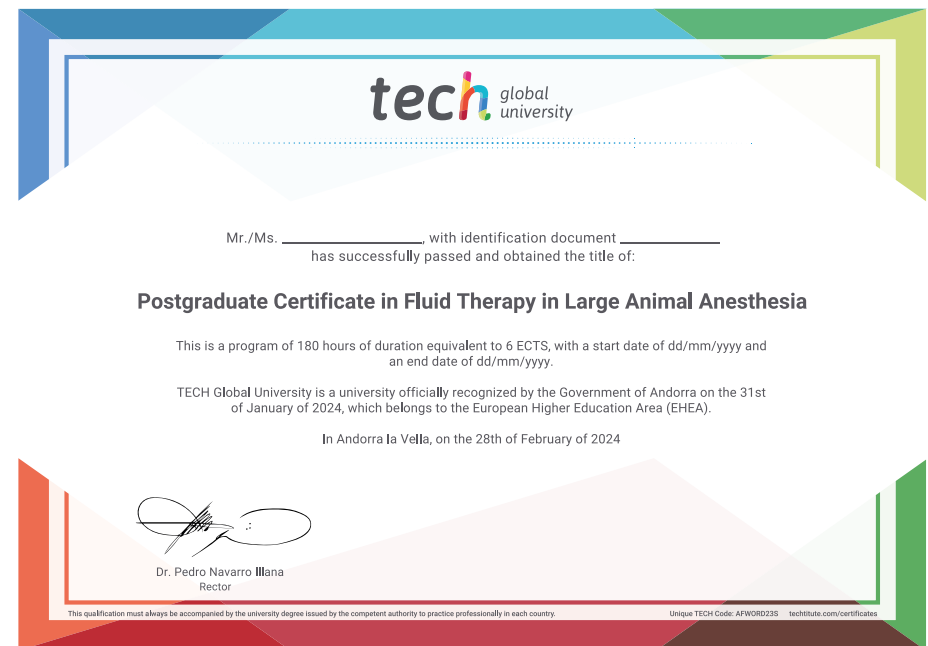 tech global university
Mr./Ms. ____________________, with identification document ______________
has successfully passed and obtained the title of:
Postgraduate Certificate in Fluid Therapy in Large Animal Anesthesia
This is a program of 180 hours of duration equivalent to 6 ECTS, with a start date of dd/mm/yyyy and
an end date of dd/mm/yyyy.
TECH Global University is a university officially recognized by the Government of Andorra on the 31st
of January of 2024, which belongs to the European Higher Education Area (EHEA).
In Andorra la Vella, on the 28th of February of 2024
Dr. Pedro Navarro Illana
Rector
This qualification must always be accompanied by the university degree issued by the competent authority to practice professionally in each country. Unique TECH Code: AFWORD23S techtitute.com/certificates